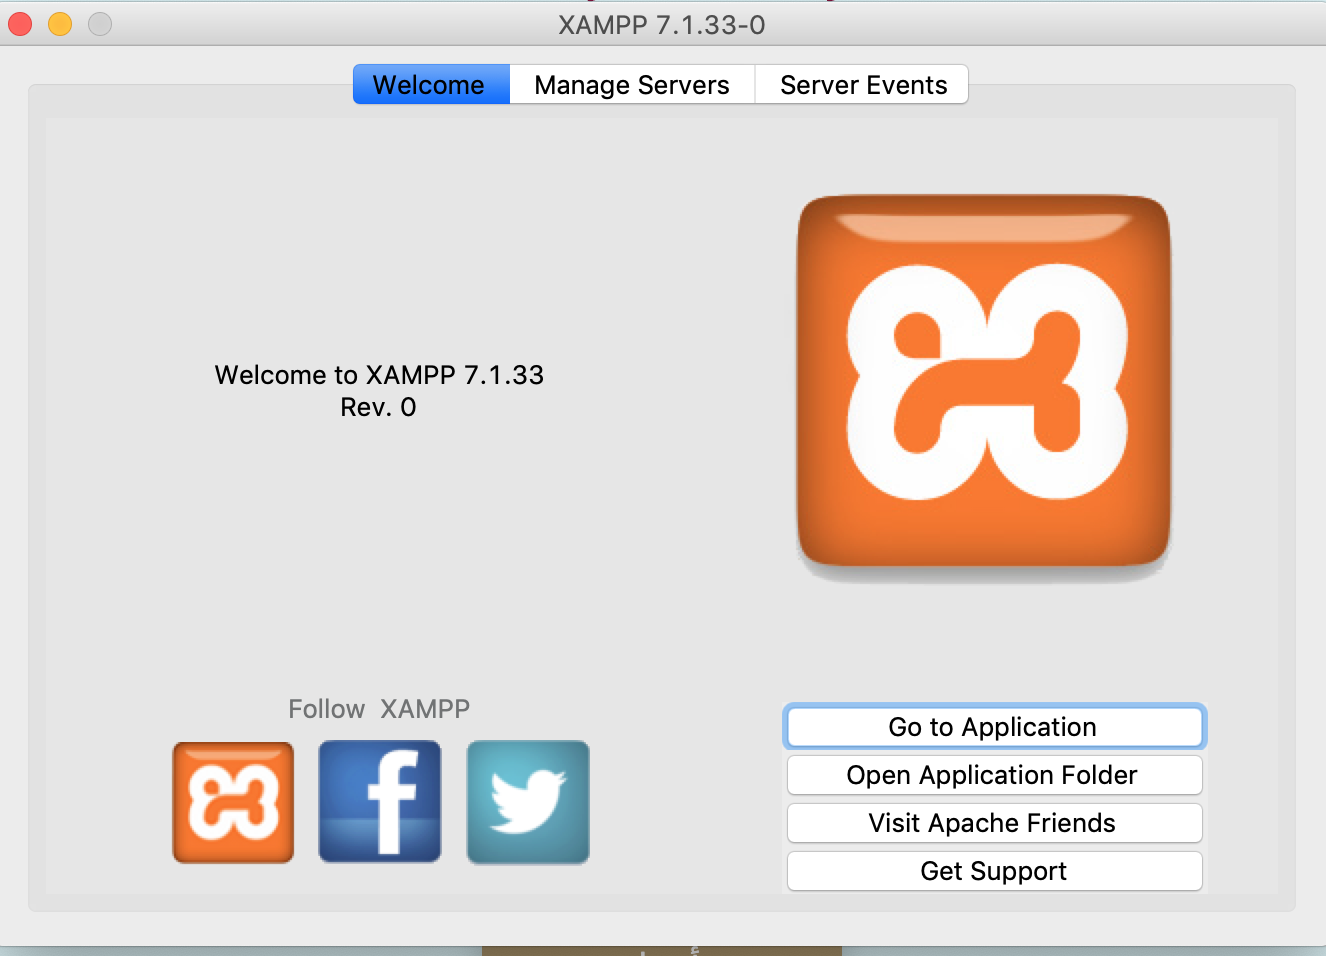 XAMPP 7.1.33-0
Welcome
Manage Servers
Server Events
Welcome to XAMPP 7.1.33
Rev. 0
Follow  XAMPP
Go to Application
Open Application Folder
Visit Apache Friends
Get Support